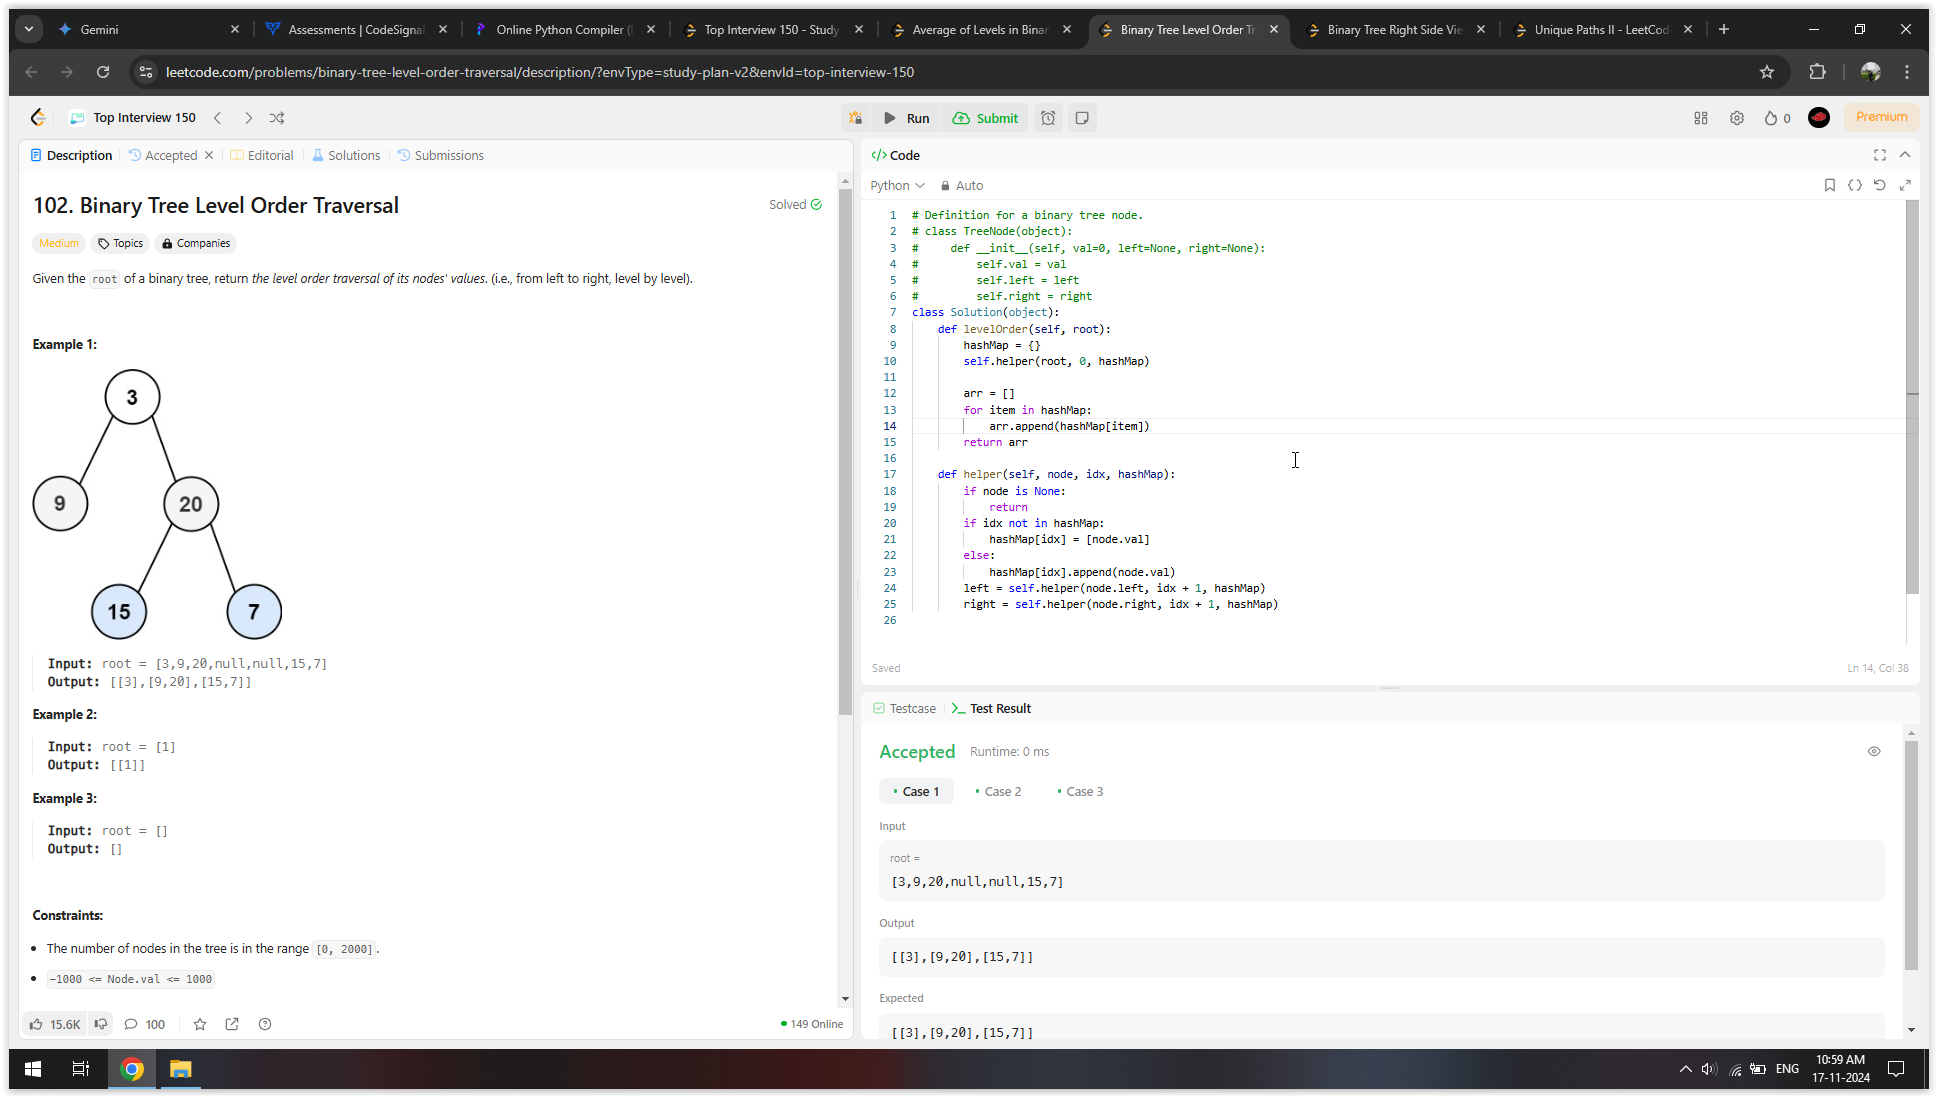 Gemini
Assessments | CodeSignal
Online Python Compiler (
Top Interview 150 - Study
Average of Levels in Binar
Binary Tree Level Order Tr
Binary Tree Right Side Vie
Unique Paths II - LeetCod
leetcode.com/problems/binary-tree-level-order-traversal/description/?envType=study-plan-v2&envId=top-interview-150
Top Interview 150
Run
Submit
0
Premium
Description
Accepted
Editorial
Solutions
Submissions
102. Binary Tree Level Order Traversal
Solved
Medium
Topics
Companies
Given the root of a binary tree, return the level order traversal of its nodes' values. (i.e., from left to right, level by level).
Example 1:
3
9
20
15
7
Input: root = [3,9,20,null,null,15,7]
Output: [[3],[9,20],[15,7]]
Example 2:
Input: root = [1]
Output: [[1]]
Example 3:
Input: root = []
Output: []
Constraints:
• The number of nodes in the tree is in the range [0, 2000].
• -1000 <= Node.val <= 1000
15.6K
100
149 Online
</> Code
Python
Auto
1 # Definition for a binary tree node.
2 # class TreeNode(object):
3 #     def __init__(self, val=0, left=None, right=None):
4 #         self.val = val
5 #         self.left = left
6 #         self.right = right
7 class Solution(object):
8     def levelOrder(self, root):
9         hashMap = {}
10         self.helper(root, 0, hashMap)
11
12         arr = []
13         for item in hashMap:
14             arr.append(hashMap[item])
15         return arr
16
17     def helper(self, node, idx, hashMap):
18         if node is None:
19             return
20         if idx not in hashMap:
21             hashMap[idx] = [node.val]
22         else:
23             hashMap[idx].append(node.val)
24         left = self.helper(node.left, idx + 1, hashMap)
25         right = self.helper(node.right, idx + 1, hashMap)
26
Saved
Ln 14, Col 38
Testcase
Test Result
Accepted
Runtime: 0 ms
• Case 1
• Case 2
• Case 3
Input
root =
[3,9,20,null,null,15,7]
Output
[[3],[9,20],[15,7]]
Expected
[[3],[9,20],[15,7]]
ENG
10:59 AM
17-11-2024